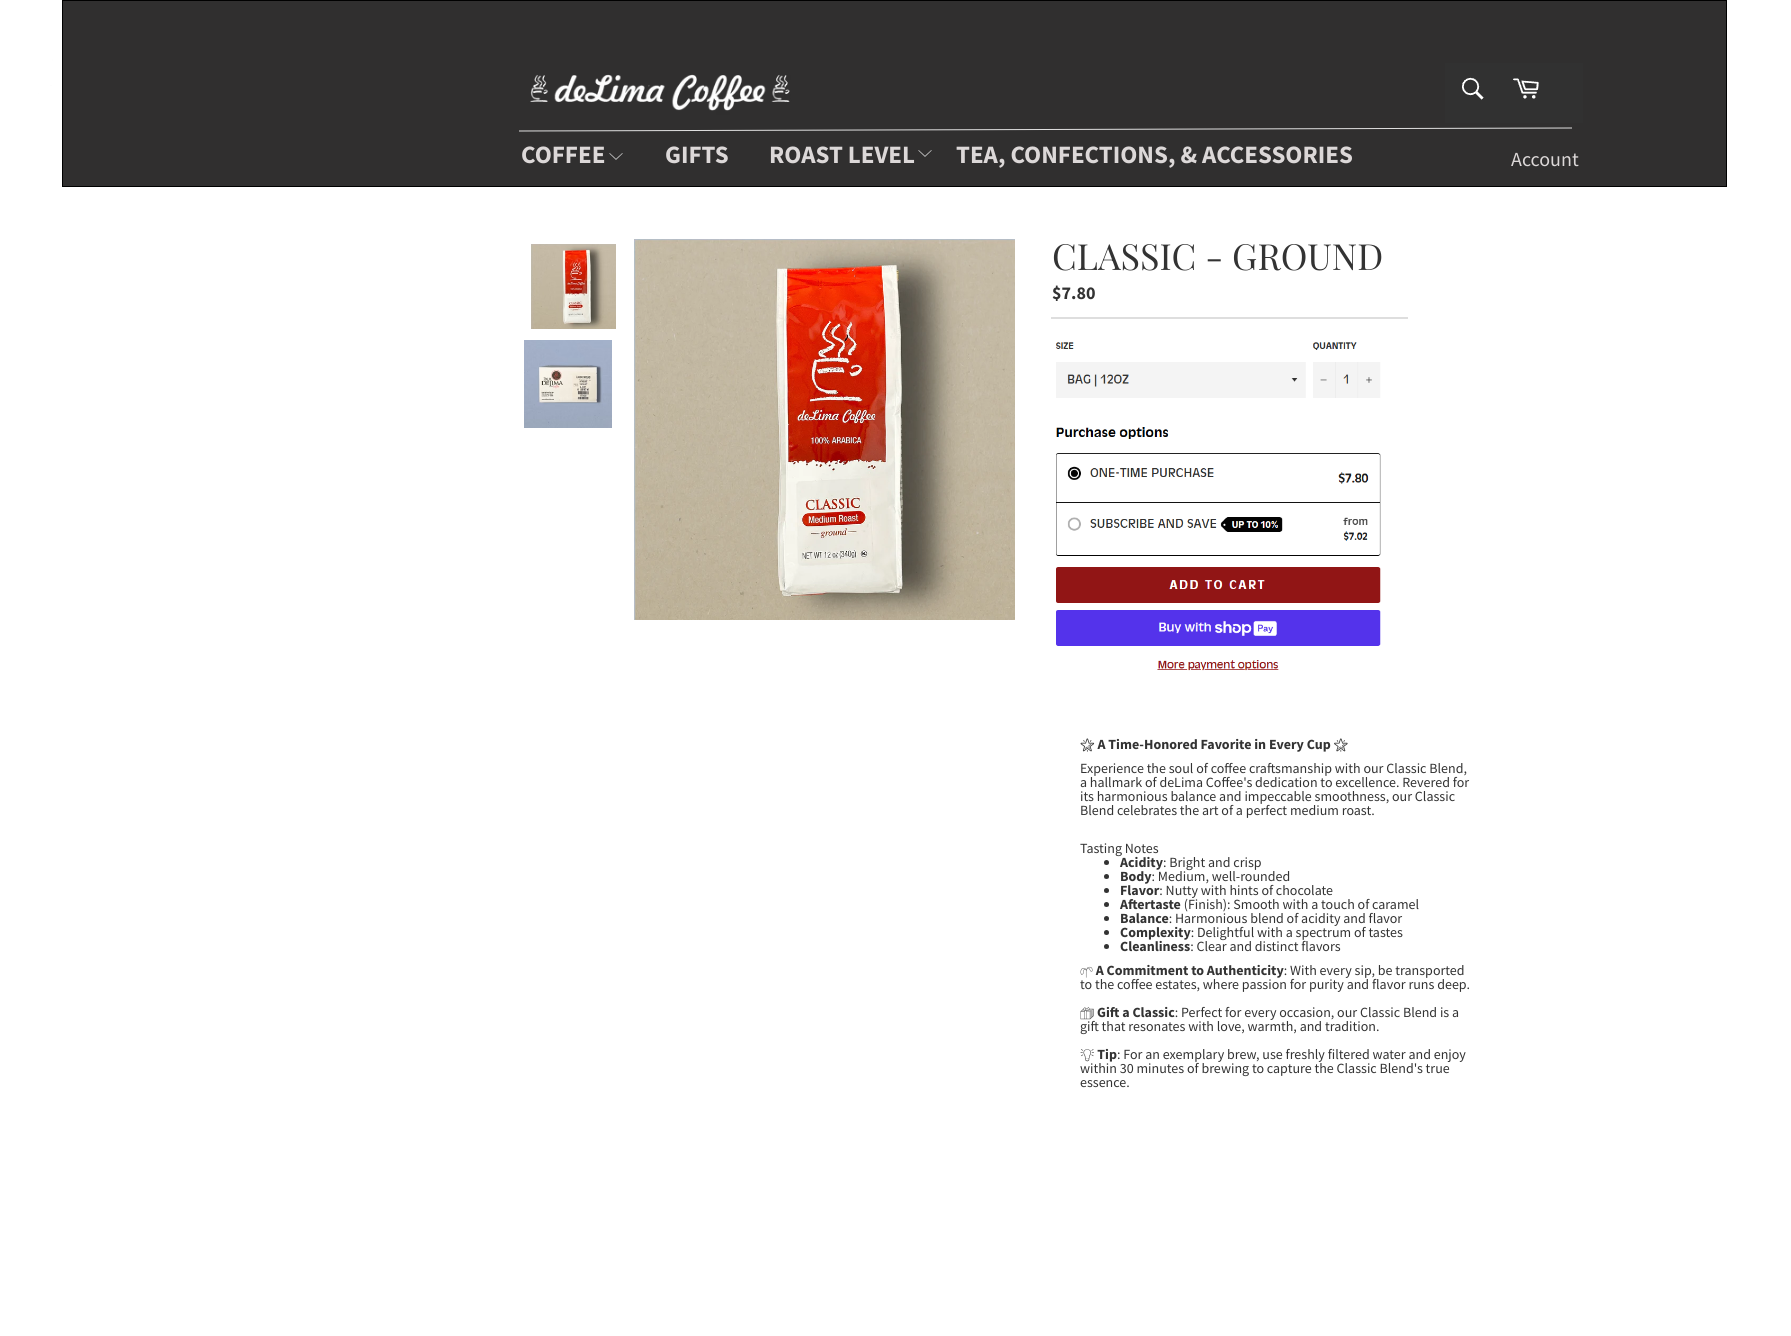 deLima Coffee
COFFEE
GIFTS
ROAST LEVEL
TEA, CONFECTIONS, & ACCESSORIES
Account
deLima Coffee
100% ARABICA
CLASSIC
Medium Roast
ground
NET WT 12 oz (340g)
CLASSIC - GROUND
$7.80
SIZE
QUANTITY
BAG | 12OZ
− 1 +
Purchase options
ONE-TIME PURCHASE
$7.80
SUBSCRIBE AND SAVE UP TO 10%
from
$7.02
ADD TO CART
Buy with shop Pay
More payment options
A Time-Honored Favorite in Every Cup
Experience the soul of coffee craftsmanship with our Classic Blend,
a hallmark of deLima Coffee's dedication to excellence. Revered for
its harmonious balance and impeccable smoothness, our Classic
Blend celebrates the art of a perfect medium roast.
Tasting Notes
• Acidity: Bright and crisp
• Body: Medium, well-rounded
• Flavor: Nutty with hints of chocolate
• Aftertaste (Finish): Smooth with a touch of caramel
• Balance: Harmonious blend of acidity and flavor
• Complexity: Delightful with a spectrum of tastes
• Cleanliness: Clear and distinct flavors
A Commitment to Authenticity: With every sip, be transported
to the coffee estates, where passion for purity and flavor runs deep.
Gift a Classic: Perfect for every occasion, our Classic Blend is a
gift that resonates with love, warmth, and tradition.
Tip: For an exemplary brew, use freshly filtered water and enjoy
within 30 minutes of brewing to capture the Classic Blend's true
essence.